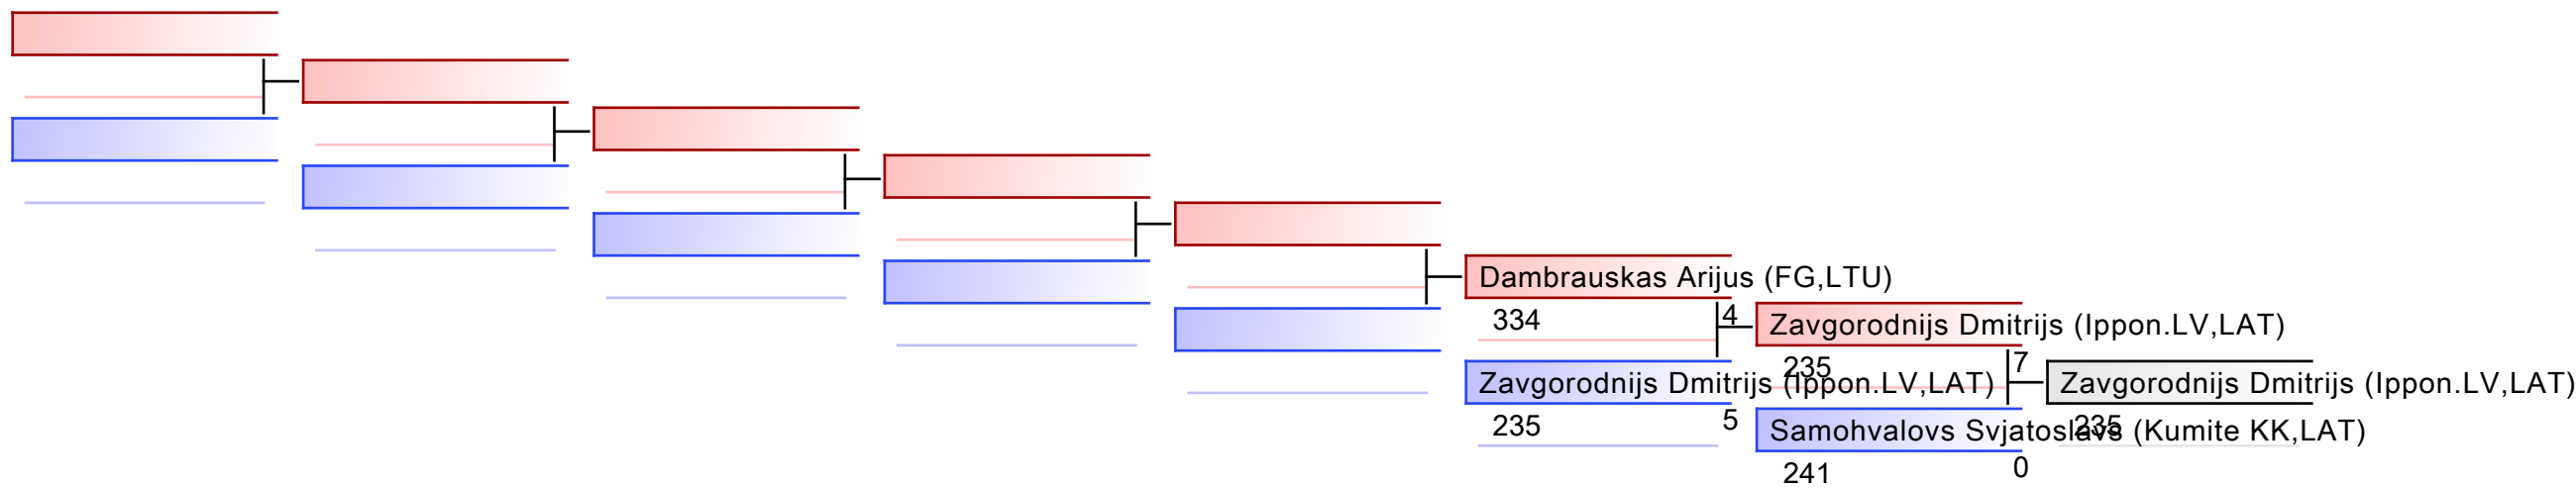 Dambrauskas Arijus (FG,LTU)
334
4
Zavgorodnijs Dmitrijs (Ippon.LV,LAT)
235
5
Zavgorodnijs Dmitrijs (Ippon.LV,LAT)
235
7
Samohvalovs Svjatoslavs (Kumite KK,LAT)
241
0
Zavgorodnijs Dmitrijs (Ippon.LV,LAT)
235